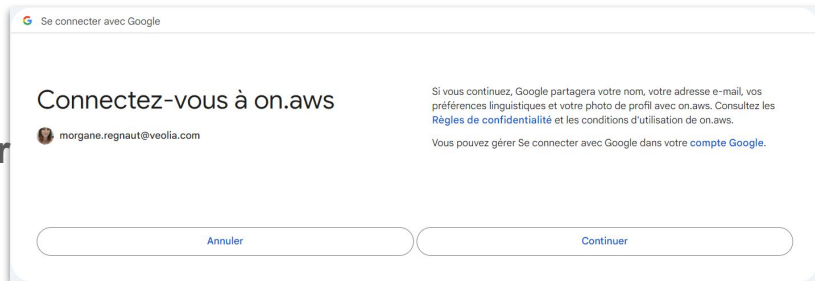 Se connecter avec Google
Connectez-vous à on.aws
morgane.regnaut@veolia.com
Si vous continuez, Google partagera votre nom, votre adresse e-mail, vos
préférences linguistiques et votre photo de profil avec on.aws. Consultez les
Règles de confidentialité et les conditions d'utilisation de on.aws.
Vous pouvez gérer Se connecter avec Google dans votre compte Google.
Annuler
Continuer